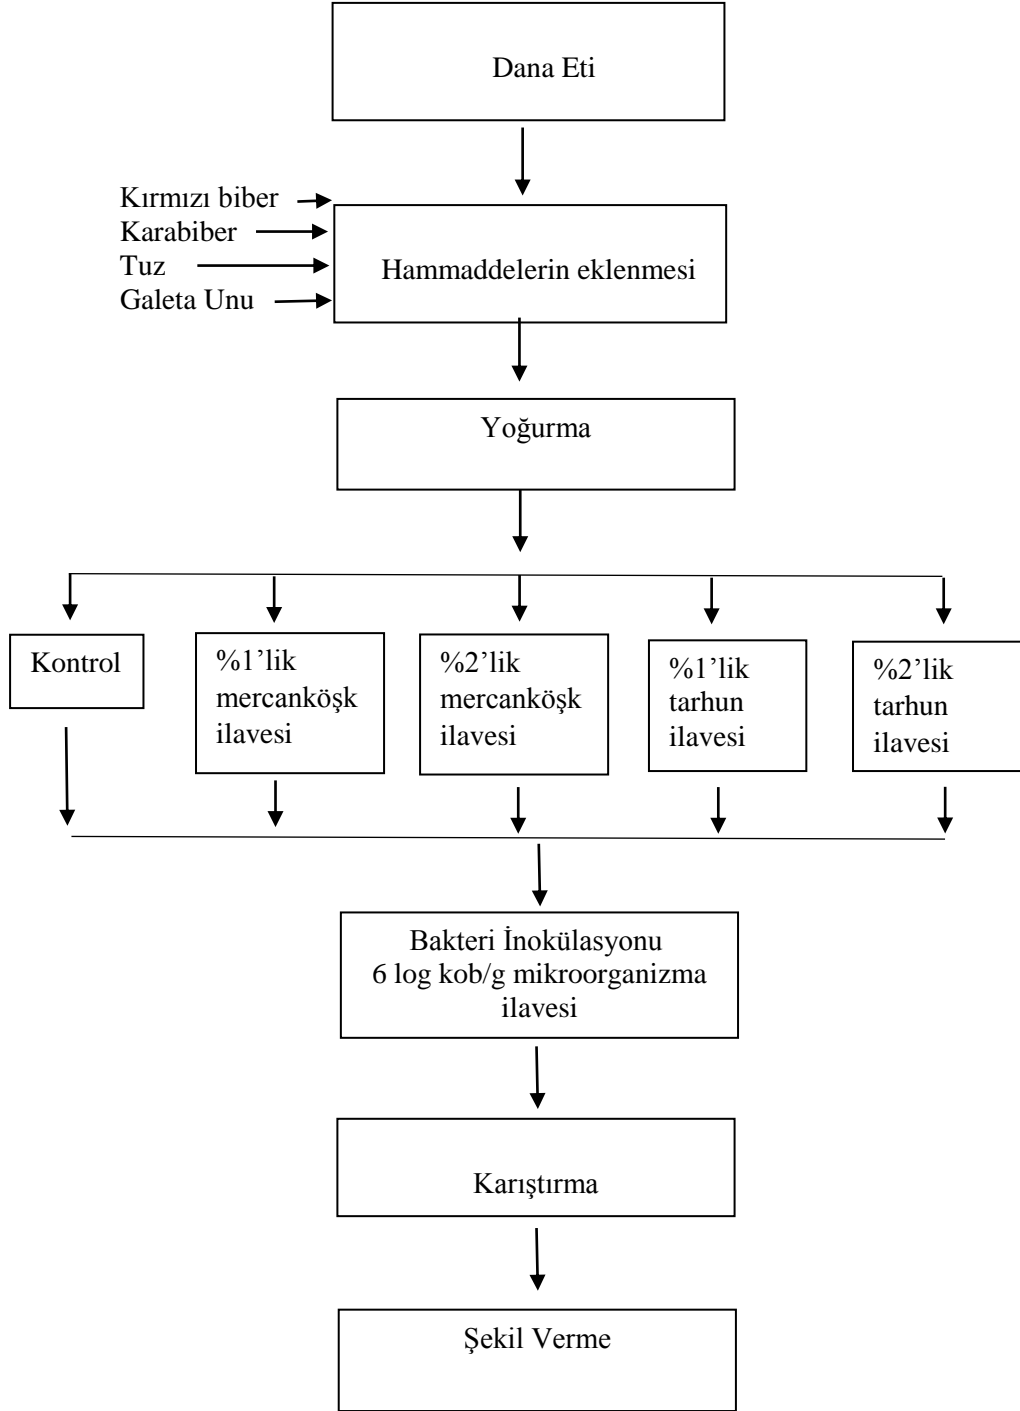 Dana Eti
Kırmızı biber
Karabiber
Tuz
Galeta Unu
Hammaddelerin eklenmesi
Yoğurma
Kontrol
%1’lik
mercanköşk
ilavesi
%2’lik
mercanköşk
ilavesi
%1’lik
tarhun
ilavesi
%2’lik
tarhun
ilavesi
Bakteri İnokülasyonu
6 log kob/g mikroorganizma
ilavesi
Karıştırma
Şekil Verme